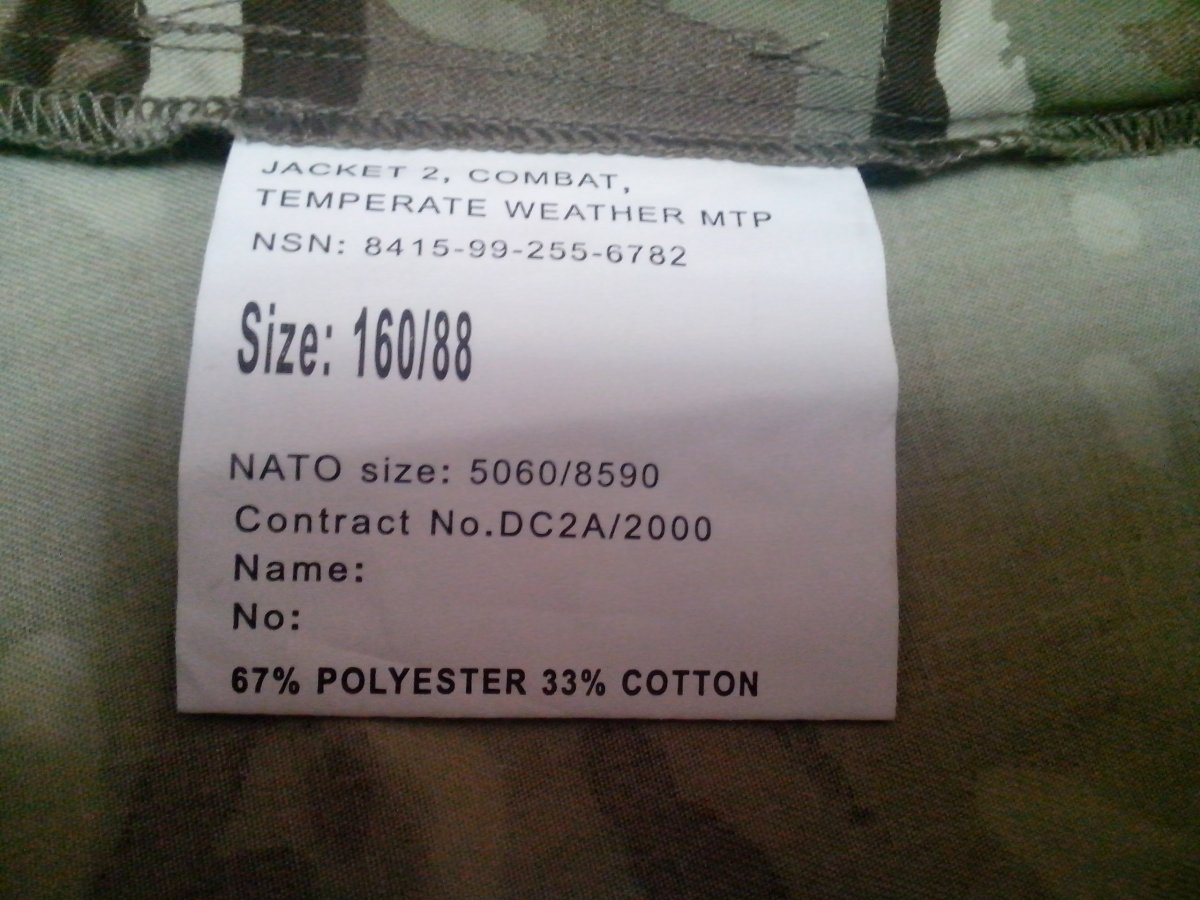 JACKET 2, COMBAT,
TEMPERATE WEATHER MTP
NSN: 8415-99-255-6782
Size: 160/88
NATO size: 5060/8590
Contract No.DC2A/2000
Name:
No:
67% POLYESTER 33% COTTON